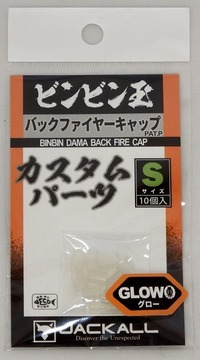 ビンビン玉
バックファイヤーキャップ
PAT.P
BINBIN DAMA BACK FIRE CAP
カスタム
パーツ
S
サイズ
10個入
GLOW
グロー
JACKALL
Discover the Unexpected